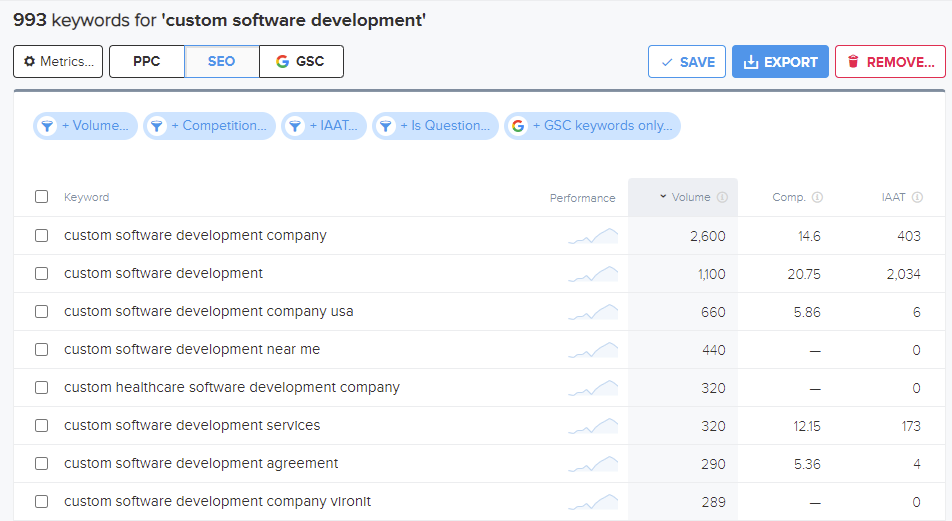 993 keywords for 'custom software development'
Metrics... PPC SEO GSC SAVE EXPORT REMOVE...
+ Volume... + Competition... + IAAT... + Is Question... + GSC keywords only...
Keyword Performance Volume Comp. IAAT
custom software development company 2,600 14.6 403
custom software development 1,100 20.75 2,034
custom software development company usa 660 5.86 6
custom software development near me 440 — 0
custom healthcare software development company 320 — 0
custom software development services 320 12.15 173
custom software development agreement 290 5.36 4
custom software development company vironit 289 — 0